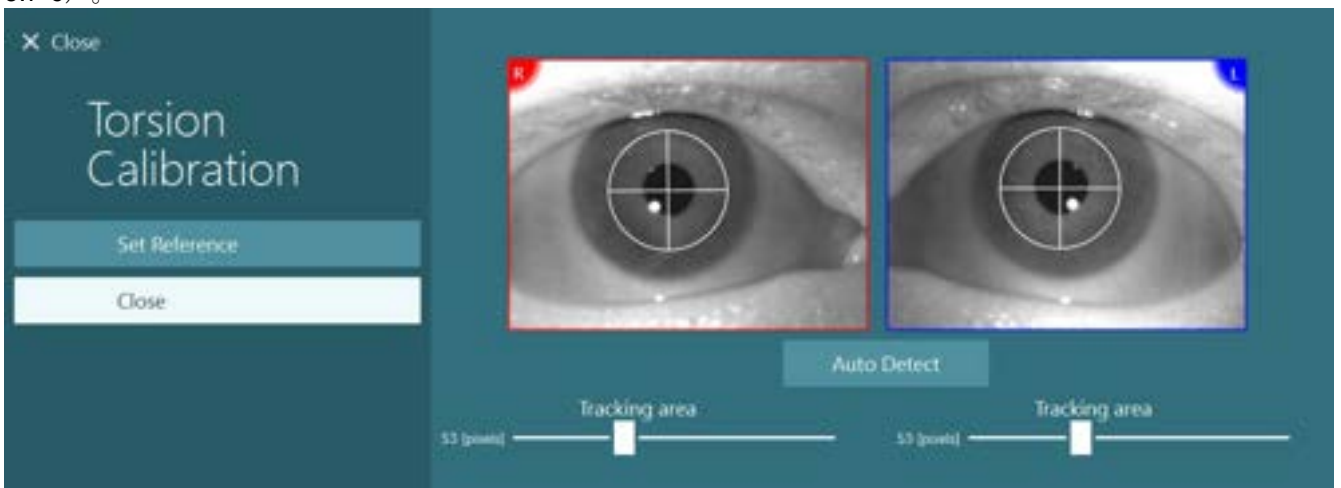 ✕ Close
Torsion
Calibration
Set Reference
Close
R
L
Auto Detect
Tracking area
53 [pixels]
Tracking area
53 [pixels]